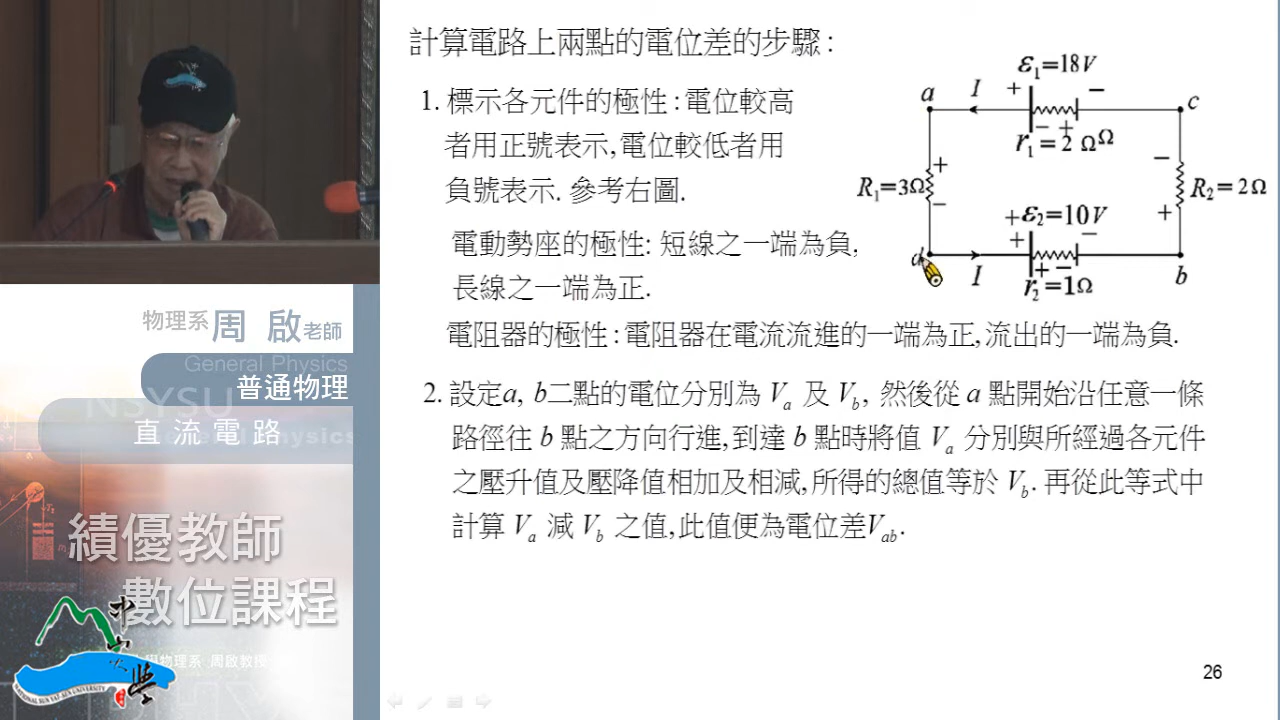 計算電路上兩點的電位差的步驟:
1. 標示各元件的極性:電位較高
者用正號表示,電位較低者用
負號表示. 參考右圖.
電動勢座的極性: 短線之一端為負,
長線之一端為正.
電阻器的極性:電阻器在電流流進的一端為正,流出的一端為負.
2. 設定a, b二點的電位分別為 Va 及 Vb, 然後從 a 點開始沿任意一條
路徑往 b 點之方向行進,到達 b 點時將值 Va 分別與所經過各元件
之壓升值及壓降值相加及相減,所得的總值等於 Vb. 再從此等式中
計算 Va 減 Vb 之值,此值便為電位差Vab.
ε1=18V
a I + − c
− +
r1=2 ΩΩ
+ −
R1=3Ω R2=2Ω
− +
+ε2=10V
+ −
d I + − b
r2=1Ω
26
物理系 周 啟 老師
General Physics
普通物理
NSYSU
直流電路
績優教師
數位課程
NATIONAL SUN YAT-SEN UNIVERSITY